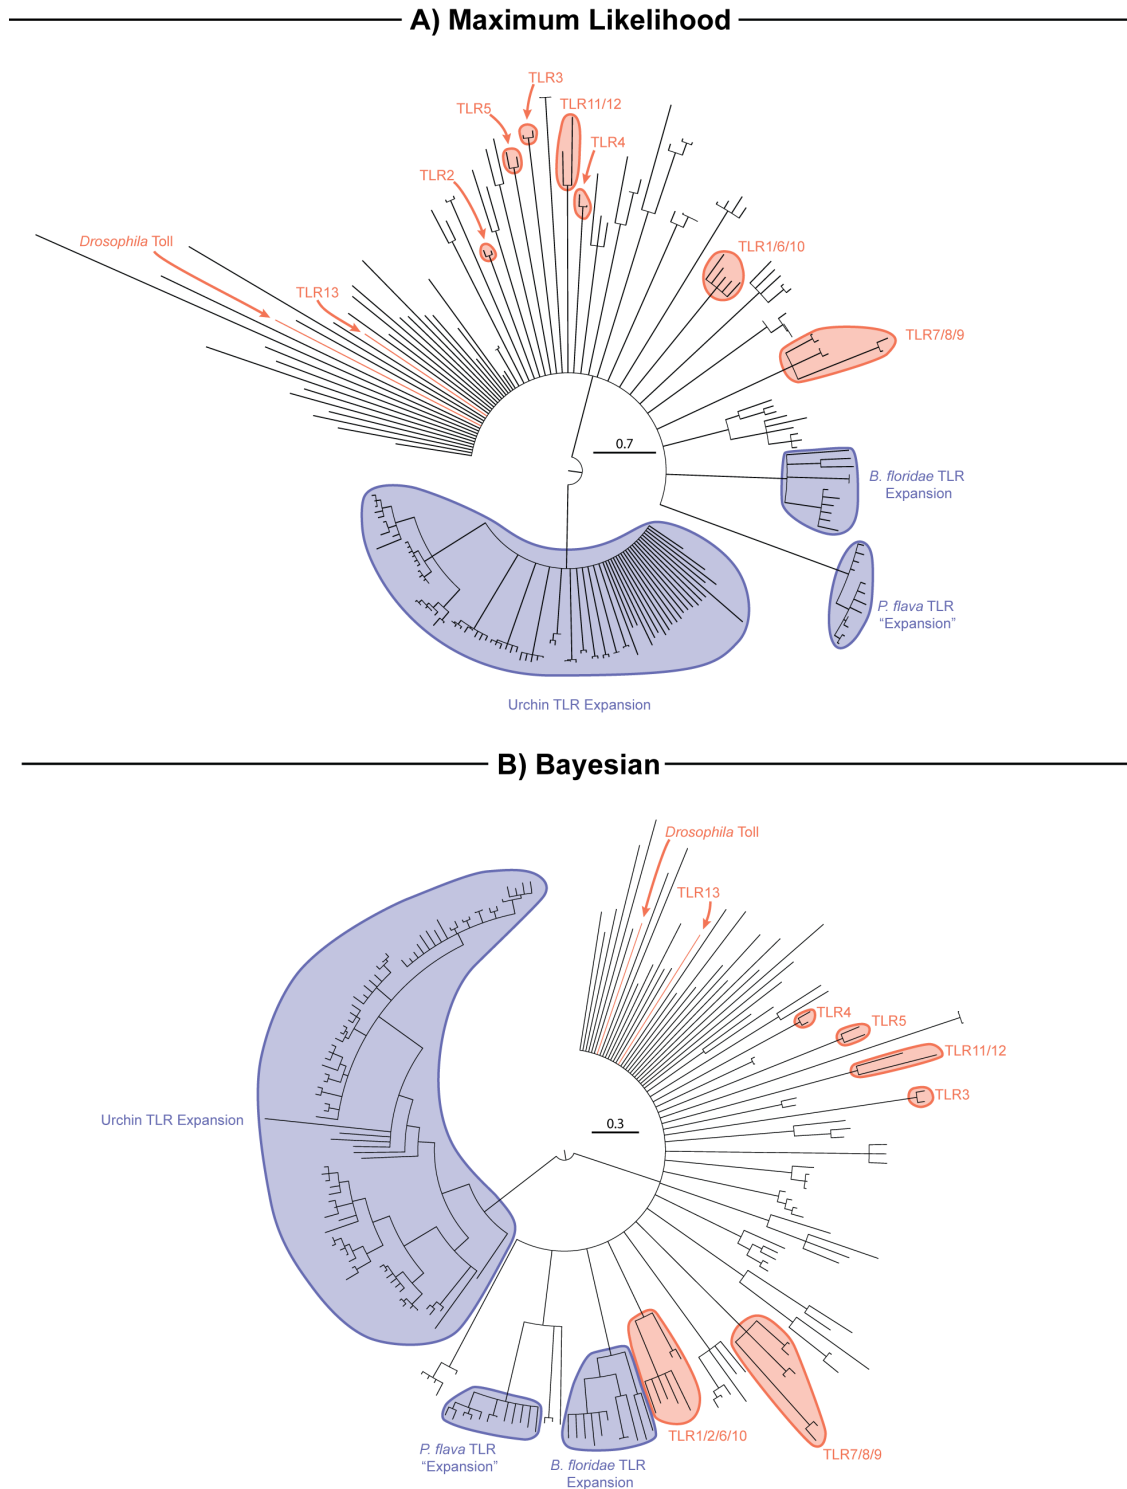 A) Maximum Likelihood
TLR3
TLR5
TLR11/12
TLR4
TLR2
Drosophila Toll
TLR1/6/10
TLR13
TLR7/8/9
0.7
B. floridae TLR
Expansion
P. flava TLR
“Expansion”
Urchin TLR Expansion
B) Bayesian
Drosophila Toll
TLR13
TLR4
TLR5
TLR11/12
TLR3
Urchin TLR Expansion
0.3
TLR1/2/6/10
P. flava TLR
“Expansion”
B. floridae TLR
Expansion
TLR7/8/9